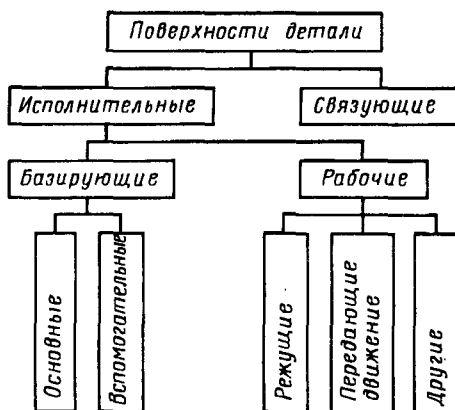 Поверхности детали
Исполнительные
Связующие
Базирующие
Рабочие
Основные
Вспомогательные
Режущие
Передающие
движение
Другие